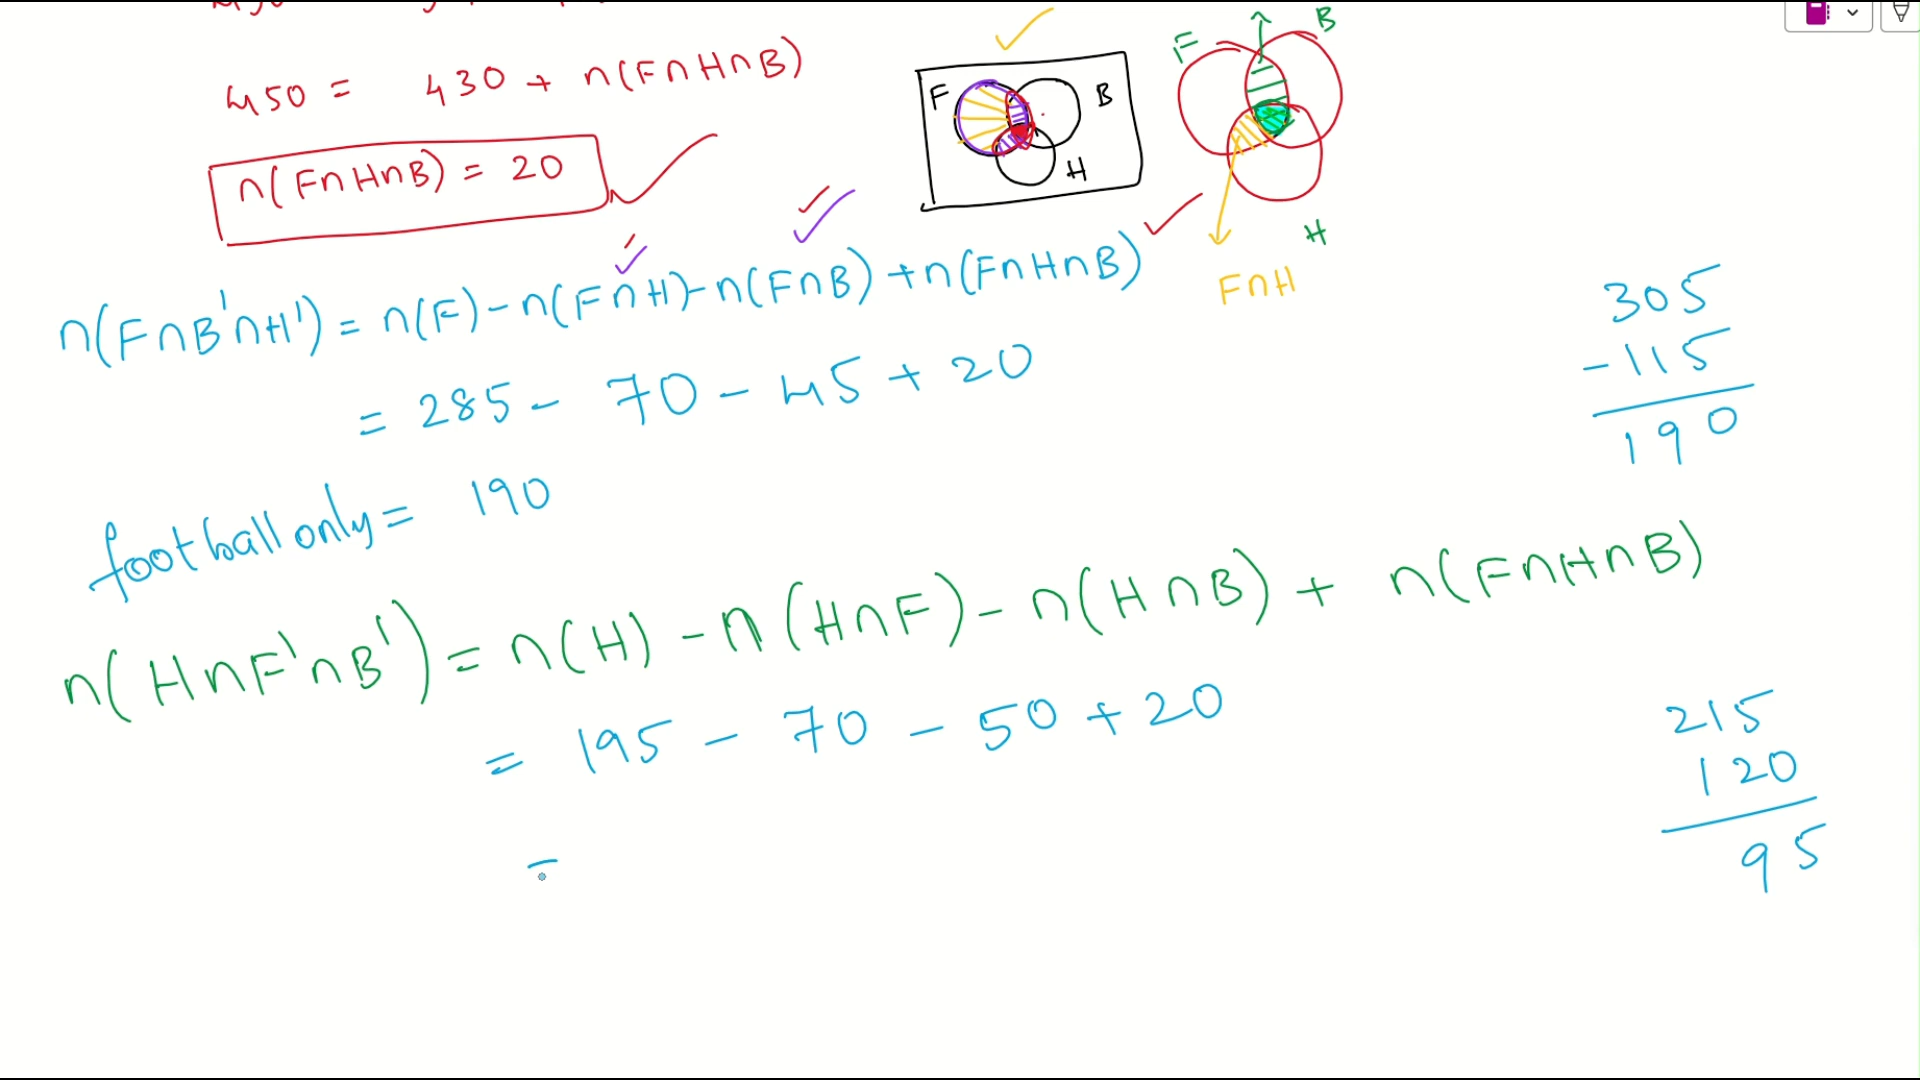 450 = 430 + n(F∩H∩B)
n(F∩H∩B) = 20
F
B
H
F
B
H
F∩H
n(F∩B'∩H') = n(F) - n(F∩H) - n(F∩B) + n(F∩H∩B)
= 285 - 70 - 45 + 20
305
- 115
190
football only = 190
n(H∩F'∩B') = n(H) - n(H∩F) - n(H∩B) + n(F∩H∩B)
= 195 - 70 - 50 + 20
215
120
95